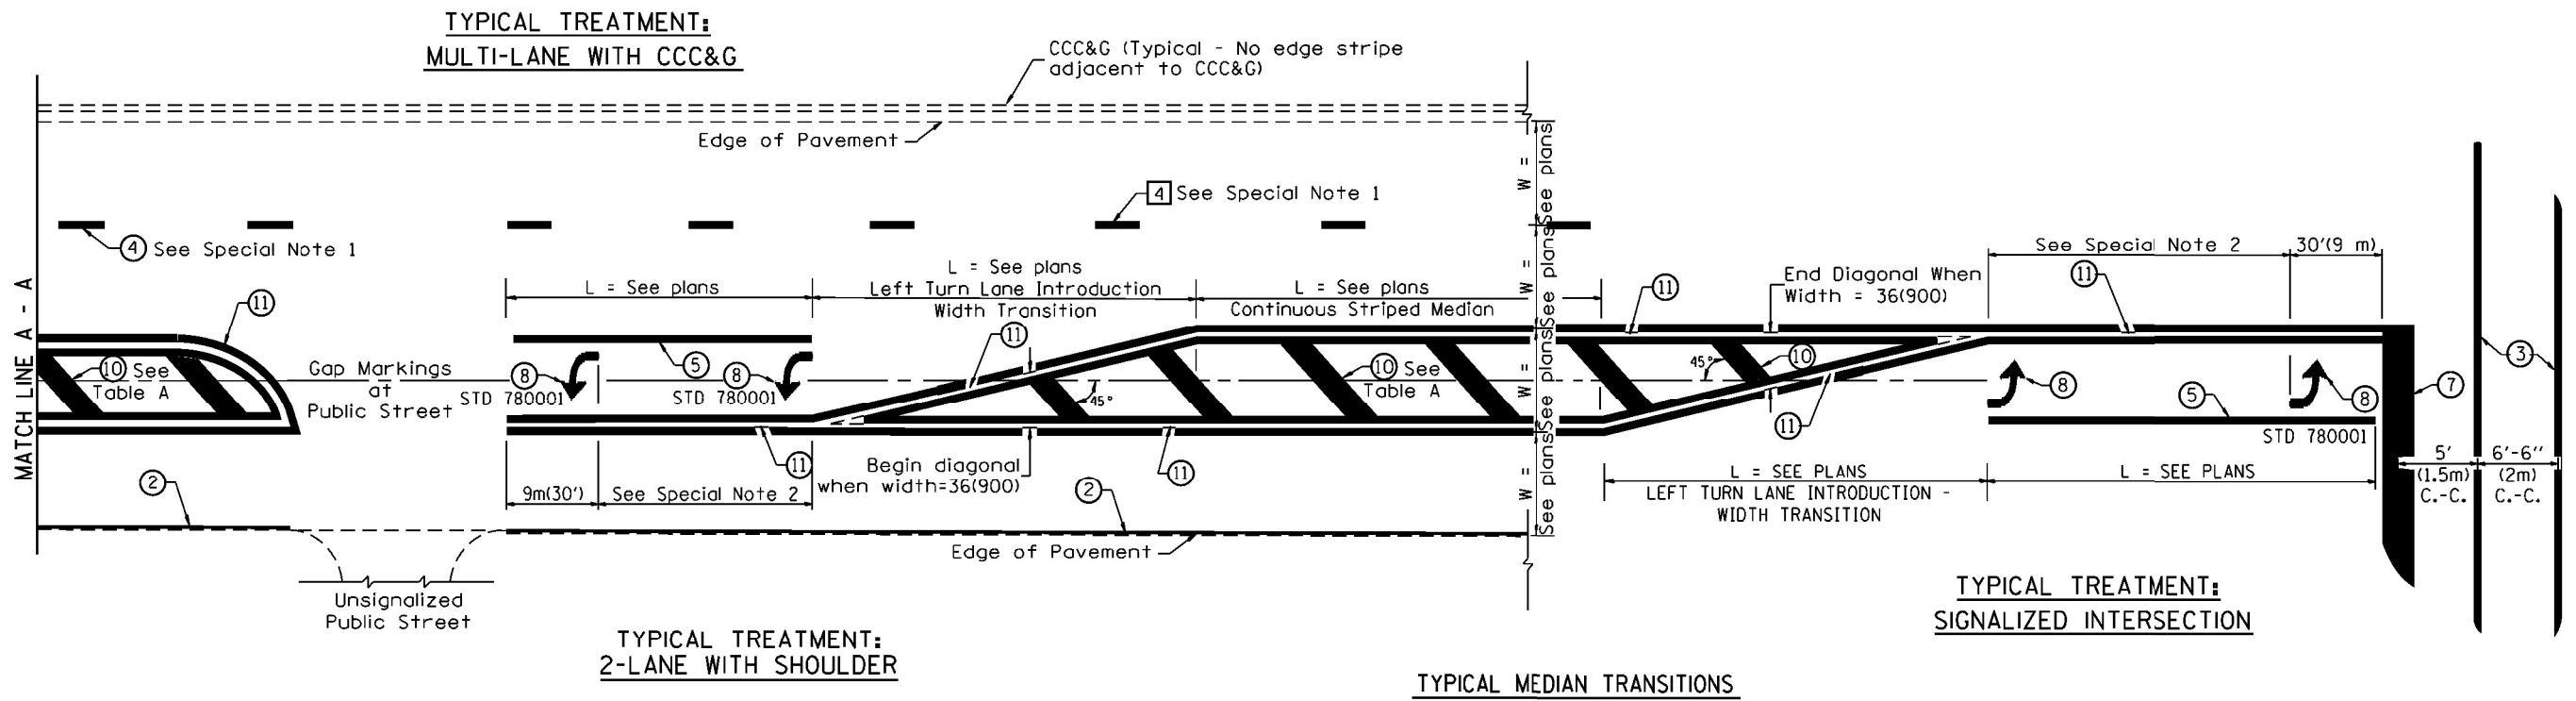 TYPICAL TREATMENT:
MULTI-LANE WITH CCC&G
CCC&G (Typical - No edge stripe
adjacent to CCC&G)
Edge of Pavement
4 See Special Note 1
4 See Special Note 1
W =
See plans
W =
See plans
W =
See plans
W =
See plans
MATCH LINE A - A
11
10 See
Table A
Gap Markings
at
Public Street
L = See plans
5
8
STD 780001
8
STD 780001
L = See plans
Left Turn Lane Introduction
Width Transition
11
45°
L = See plans
Continuous Striped Median
10 See
Table A
11
End Diagonal When
Width = 36(900)
45°
10
11
See Special Note 2
30'(9 m)
11
8
8
5
STD 780001
7
3
5'
(1.5m)
C.-C.
6'-6"
(2m)
C.-C.
2
9m(30')
See Special Note 2
11
Begin diagonal
when width=36(900)
11
2
Edge of Pavement
L = SEE PLANS
LEFT TURN LANE INTRODUCTION -
WIDTH TRANSITION
L = SEE PLANS
Unsignalized
Public Street
TYPICAL TREATMENT:
2-LANE WITH SHOULDER
TYPICAL TREATMENT:
SIGNALIZED INTERSECTION
TYPICAL MEDIAN TRANSITIONS